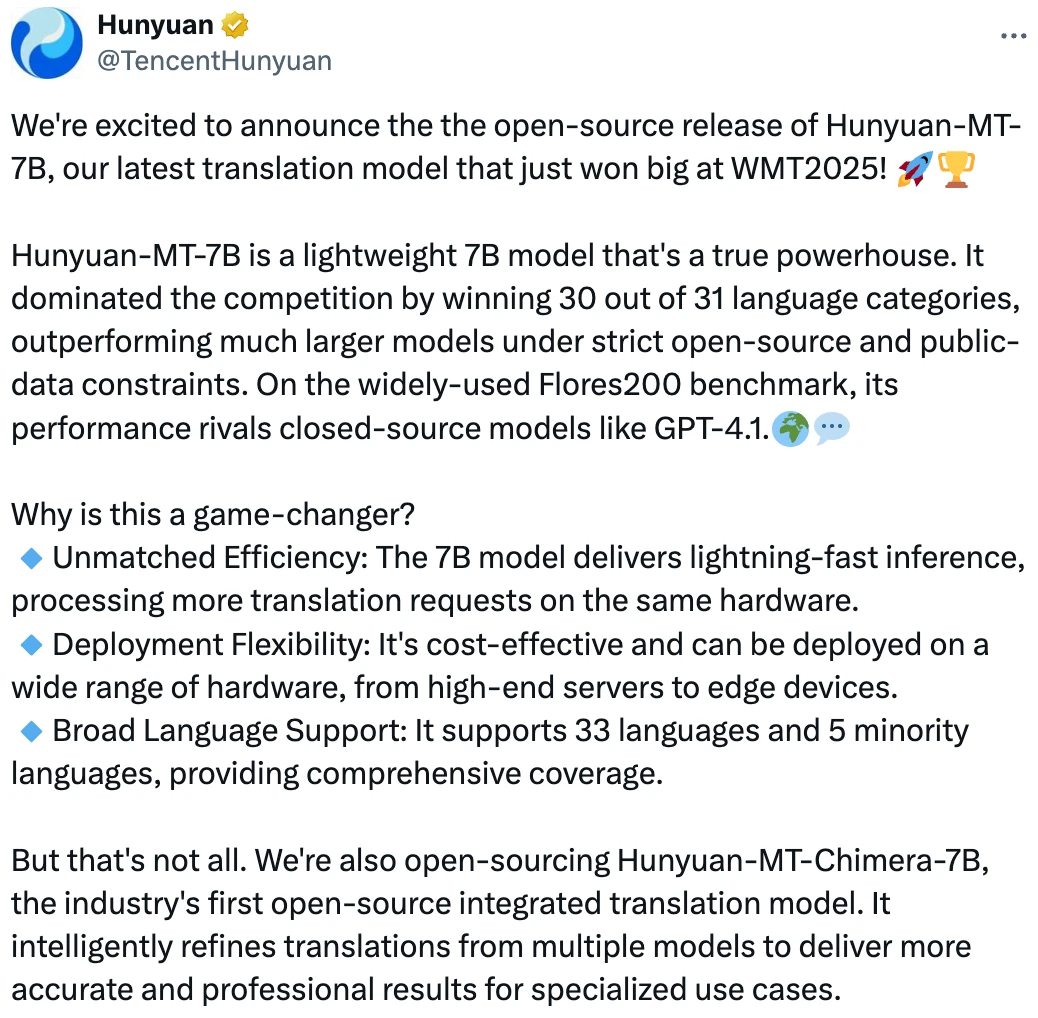 Hunyuan
@TencentHunyuan
We're excited to announce the the open-source release of Hunyuan-MT-
7B, our latest translation model that just won big at WMT2025! 🚀🏆
Hunyuan-MT-7B is a lightweight 7B model that's a true powerhouse. It
dominated the competition by winning 30 out of 31 language categories,
outperforming much larger models under strict open-source and public-
data constraints. On the widely-used Flores200 benchmark, its
performance rivals closed-source models like GPT-4.1.🌍💬
Why is this a game-changer?
🔹Unmatched Efficiency: The 7B model delivers lightning-fast inference,
processing more translation requests on the same hardware.
🔹Deployment Flexibility: It's cost-effective and can be deployed on a
wide range of hardware, from high-end servers to edge devices.
🔹Broad Language Support: It supports 33 languages and 5 minority
languages, providing comprehensive coverage.
But that's not all. We're also open-sourcing Hunyuan-MT-Chimera-7B,
the industry's first open-source integrated translation model. It
intelligently refines translations from multiple models to deliver more
accurate and professional results for specialized use cases.